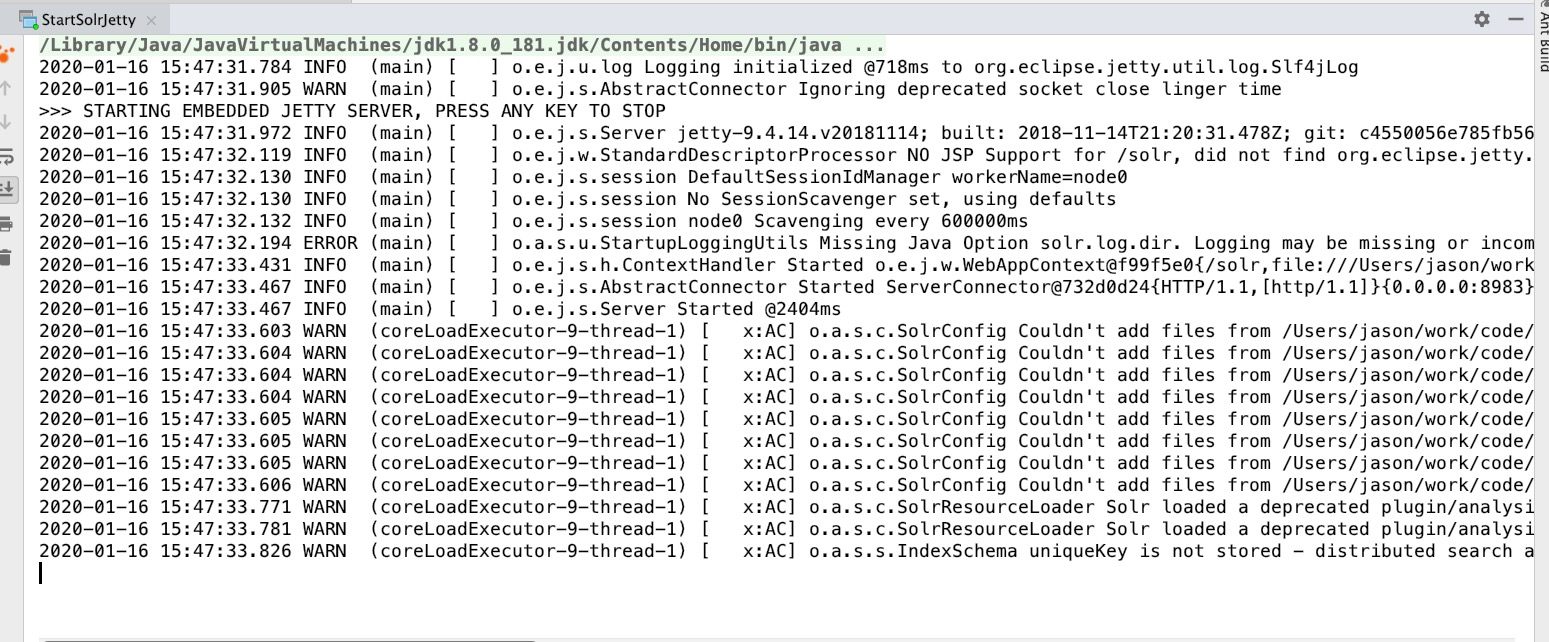 StartSolrJetty
Ant Build
/Library/Java/JavaVirtualMachines/jdk1.8.0_181.jdk/Contents/Home/bin/java ...
2020-01-16 15:47:31.784 INFO  (main) [   ] o.e.j.u.log Logging initialized @718ms to org.eclipse.jetty.util.log.Slf4jLog
2020-01-16 15:47:31.905 WARN  (main) [   ] o.e.j.s.AbstractConnector Ignoring deprecated socket close linger time
>>> STARTING EMBEDDED JETTY SERVER, PRESS ANY KEY TO STOP
2020-01-16 15:47:31.972 INFO  (main) [   ] o.e.j.s.Server jetty-9.4.14.v20181114; built: 2018-11-14T21:20:31.478Z; git: c4550056e785fb56
2020-01-16 15:47:32.119 INFO  (main) [   ] o.e.j.w.StandardDescriptorProcessor NO JSP Support for /solr, did not find org.eclipse.jetty.
2020-01-16 15:47:32.130 INFO  (main) [   ] o.e.j.s.session DefaultSessionIdManager workerName=node0
2020-01-16 15:47:32.130 INFO  (main) [   ] o.e.j.s.session No SessionScavenger set, using defaults
2020-01-16 15:47:32.132 INFO  (main) [   ] o.e.j.s.session node0 Scavenging every 600000ms
2020-01-16 15:47:32.194 ERROR (main) [   ] o.a.s.u.StartupLoggingUtils Missing Java Option solr.log.dir. Logging may be missing or incom
2020-01-16 15:47:33.431 INFO  (main) [   ] o.e.j.s.h.ContextHandler Started o.e.j.w.WebAppContext@f99f5e0{/solr,file:///Users/jason/work
2020-01-16 15:47:33.467 INFO  (main) [   ] o.e.j.s.AbstractConnector Started ServerConnector@732d0d24{HTTP/1.1,[http/1.1]}{0.0.0.0:8983}
2020-01-16 15:47:33.467 INFO  (main) [   ] o.e.j.s.Server Started @2404ms
2020-01-16 15:47:33.603 WARN  (coreLoadExecutor-9-thread-1) [   x:AC] o.a.s.c.SolrConfig Couldn't add files from /Users/jason/work/code/
2020-01-16 15:47:33.604 WARN  (coreLoadExecutor-9-thread-1) [   x:AC] o.a.s.c.SolrConfig Couldn't add files from /Users/jason/work/code/
2020-01-16 15:47:33.604 WARN  (coreLoadExecutor-9-thread-1) [   x:AC] o.a.s.c.SolrConfig Couldn't add files from /Users/jason/work/code/
2020-01-16 15:47:33.604 WARN  (coreLoadExecutor-9-thread-1) [   x:AC] o.a.s.c.SolrConfig Couldn't add files from /Users/jason/work/code/
2020-01-16 15:47:33.605 WARN  (coreLoadExecutor-9-thread-1) [   x:AC] o.a.s.c.SolrConfig Couldn't add files from /Users/jason/work/code/
2020-01-16 15:47:33.605 WARN  (coreLoadExecutor-9-thread-1) [   x:AC] o.a.s.c.SolrConfig Couldn't add files from /Users/jason/work/code/
2020-01-16 15:47:33.605 WARN  (coreLoadExecutor-9-thread-1) [   x:AC] o.a.s.c.SolrConfig Couldn't add files from /Users/jason/work/code/
2020-01-16 15:47:33.606 WARN  (coreLoadExecutor-9-thread-1) [   x:AC] o.a.s.c.SolrConfig Couldn't add files from /Users/jason/work/code/
2020-01-16 15:47:33.771 WARN  (coreLoadExecutor-9-thread-1) [   x:AC] o.a.s.c.SolrResourceLoader Solr loaded a deprecated plugin/analysi
2020-01-16 15:47:33.781 WARN  (coreLoadExecutor-9-thread-1) [   x:AC] o.a.s.c.SolrResourceLoader Solr loaded a deprecated plugin/analysi
2020-01-16 15:47:33.826 WARN  (coreLoadExecutor-9-thread-1) [   x:AC] o.a.s.s.IndexSchema uniqueKey is not stored - distributed search a